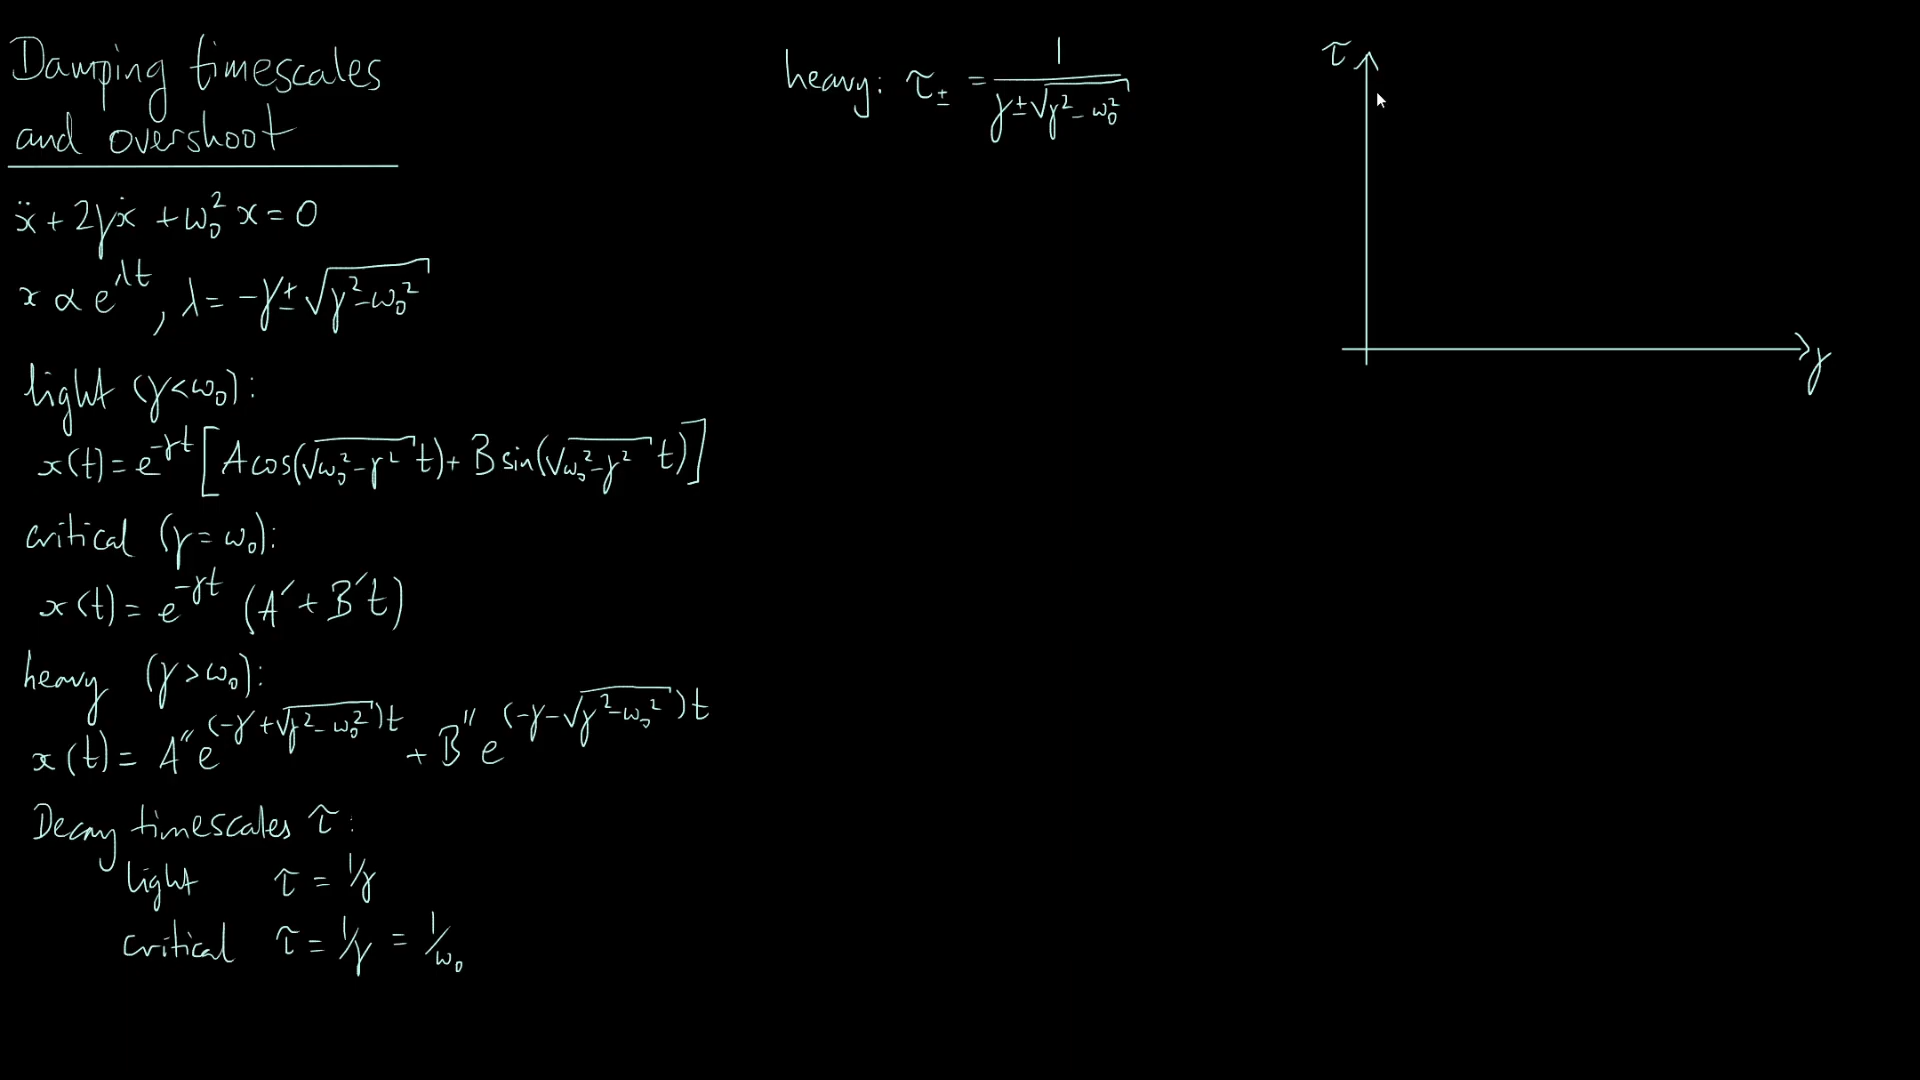 Damping timescales
and overshoot
ẍ + 2γẋ + ω₀² x = 0
x ∝ e^{λt}, λ = -γ ± √(γ² - ω₀²)
light (γ < ω₀):
x(t) = e^{-γt} [A cos(√(ω₀² - γ²) t) + B sin(√(ω₀² - γ²) t)]
critical (γ = ω₀):
x(t) = e^{-γt} (A′ + B′t)
heavy (γ > ω₀):
x(t) = A″ e^{(-γ + √(γ² - ω₀²))t} + B″ e^{(-γ - √(γ² - ω₀²))t}
Decay timescales τ:
light τ = 1/γ
critical τ = 1/γ = 1/ω₀
heavy: τ± = 1/(γ ± √(γ² - ω₀²))
τ
γ